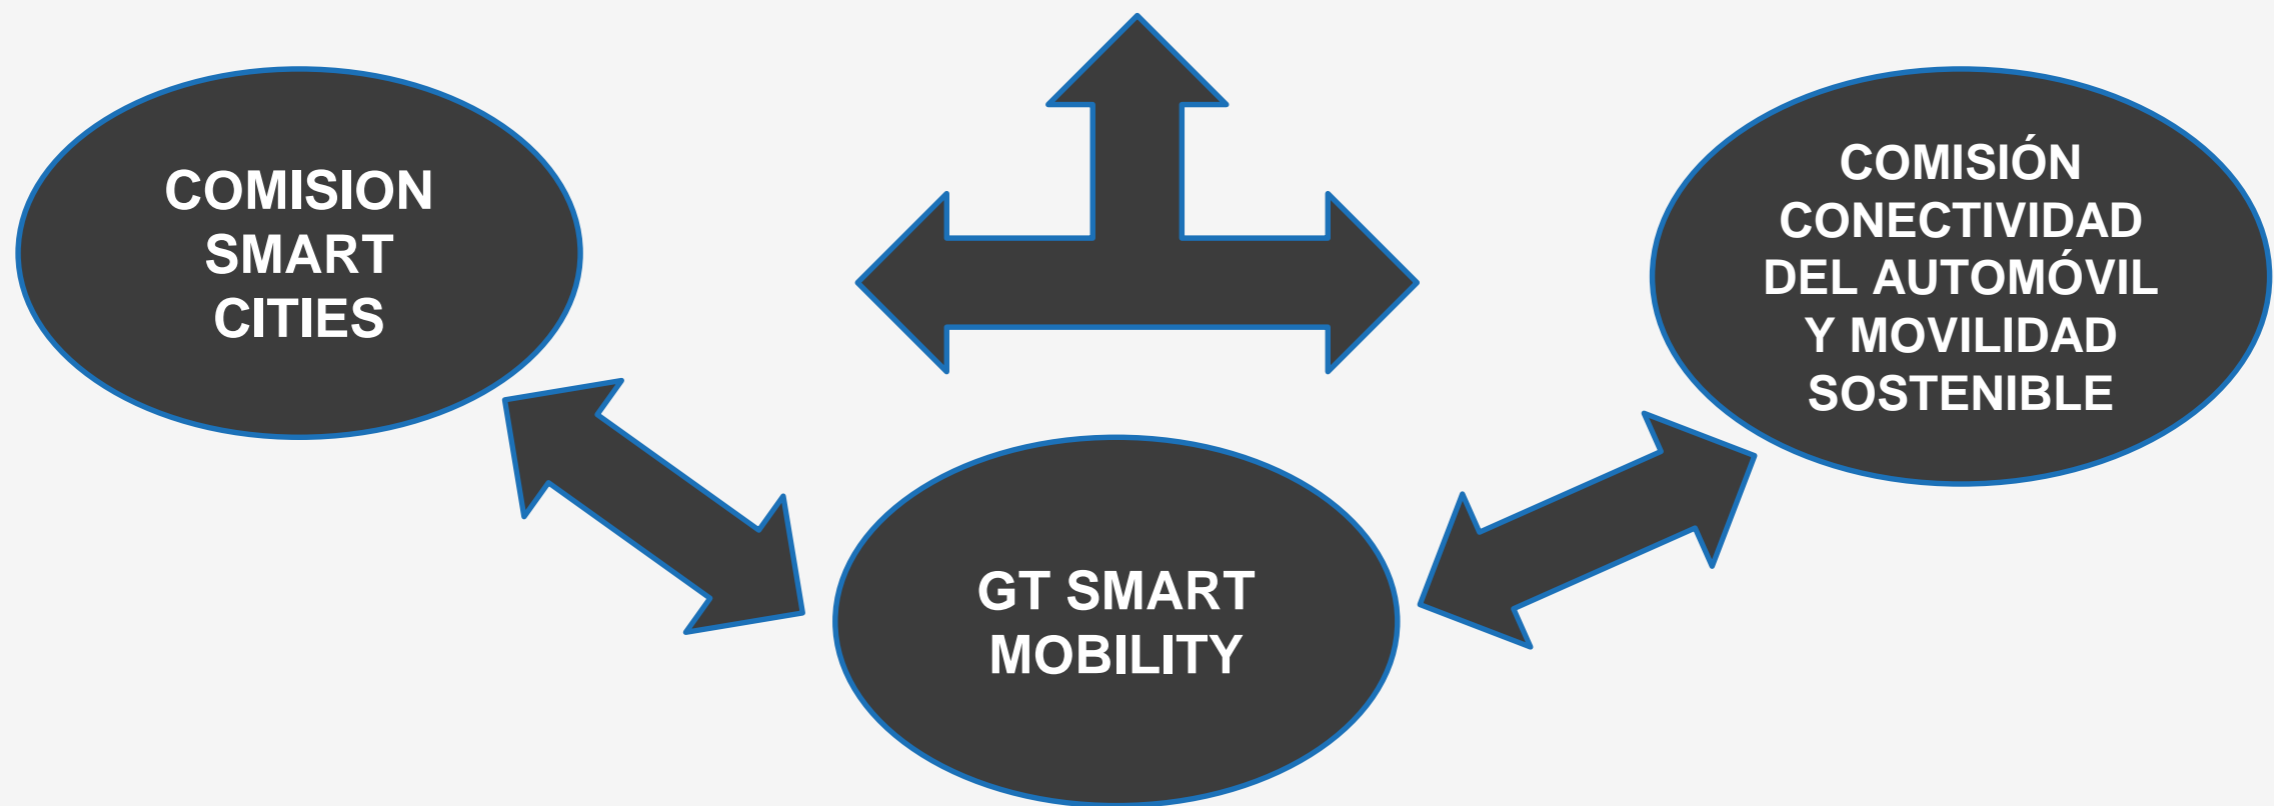 COMISION
SMART
CITIES
COMISIÓN
CONECTIVIDAD
DEL AUTOMÓVIL
Y MOVILIDAD
SOSTENIBLE
GT SMART
MOBILITY